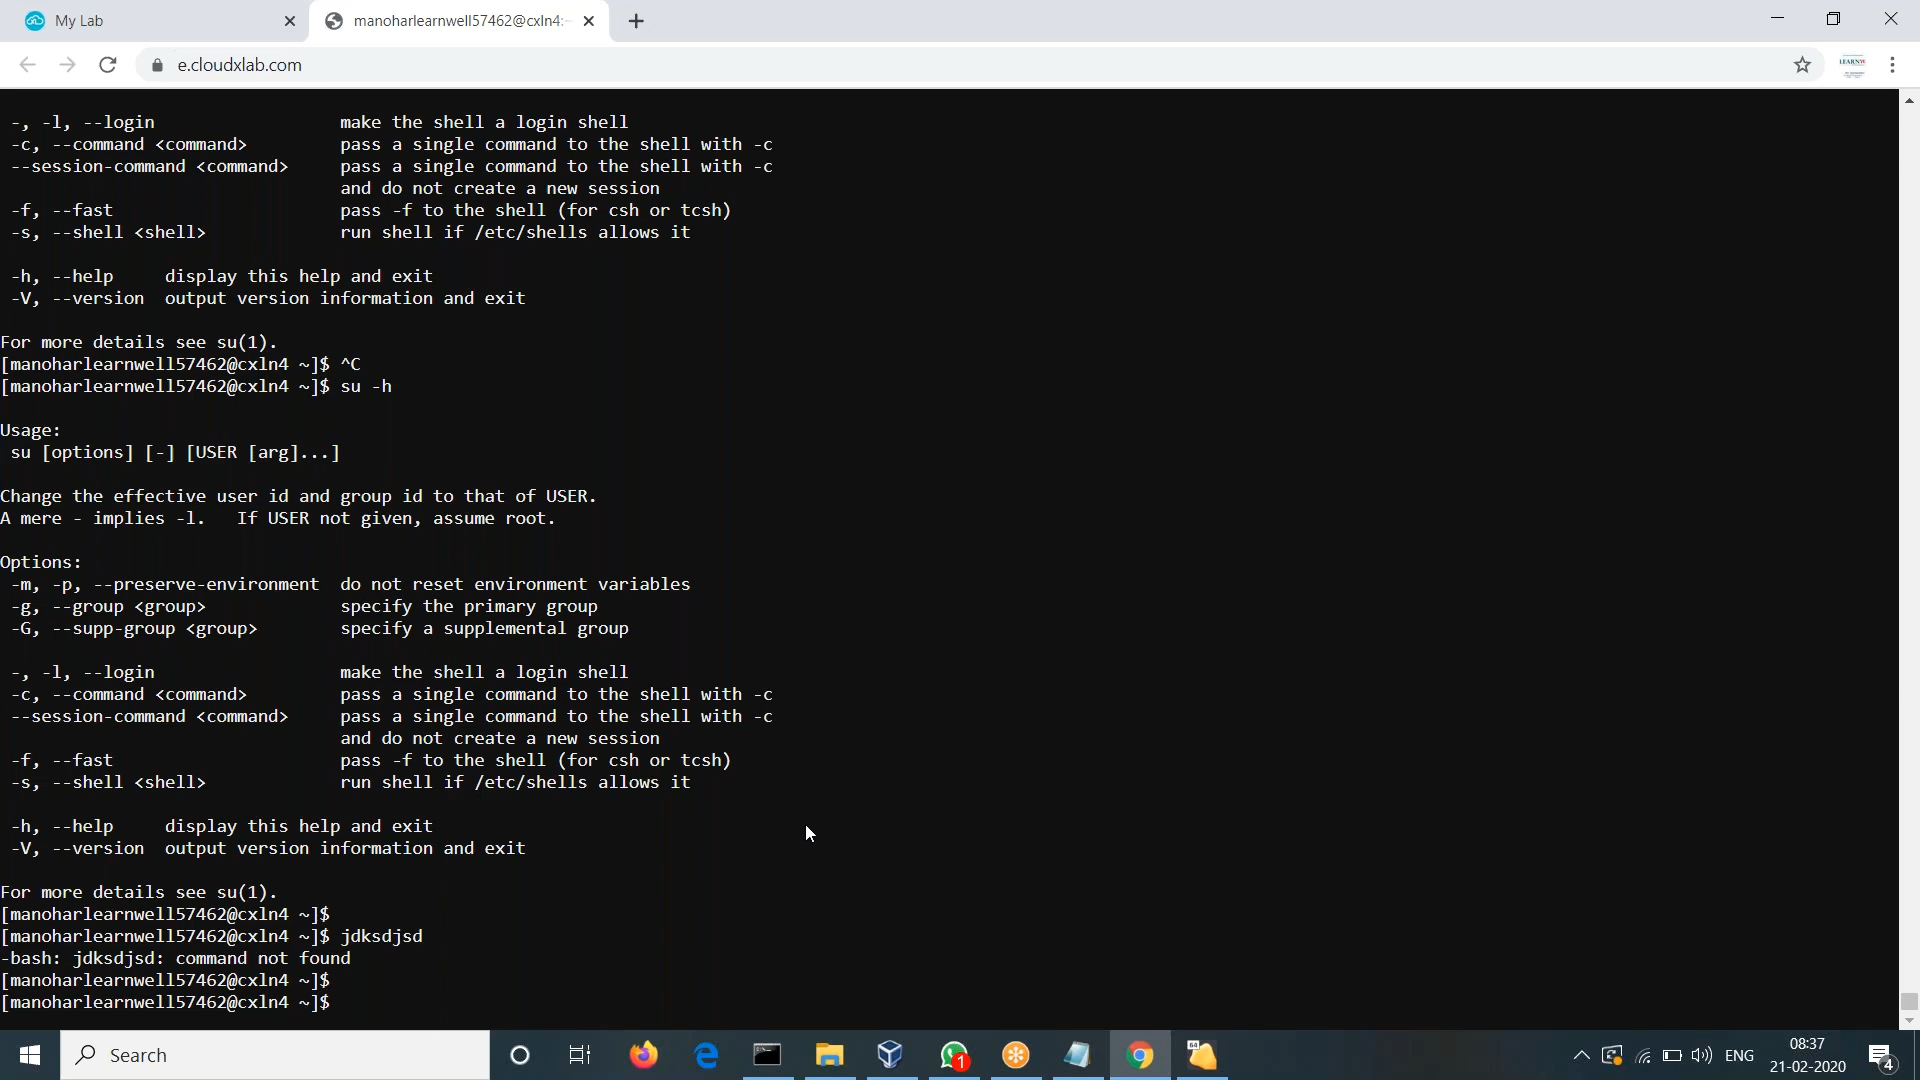 My Lab
manoharlearnwell57462@cxln4:~
e.cloudxlab.com
-, -l, --login                  make the shell a login shell
-c, --command <command>         pass a single command to the shell with -c
--session-command <command>     pass a single command to the shell with -c
and do not create a new session
-f, --fast                      pass -f to the shell (for csh or tcsh)
-s, --shell <shell>             run shell if /etc/shells allows it
-h, --help     display this help and exit
-V, --version  output version information and exit
For more details see su(1).
[manoharlearnwell57462@cxln4 ~]$ ^C
[manoharlearnwell57462@cxln4 ~]$ su -h
Usage:
su [options] [-] [USER [arg]...]
Change the effective user id and group id to that of USER.
A mere - implies -l.   If USER not given, assume root.
Options:
-m, -p, --preserve-environment  do not reset environment variables
-g, --group <group>             specify the primary group
-G, --supp-group <group>        specify a supplemental group
-, -l, --login                  make the shell a login shell
-c, --command <command>         pass a single command to the shell with -c
--session-command <command>     pass a single command to the shell with -c
and do not create a new session
-f, --fast                      pass -f to the shell (for csh or tcsh)
-s, --shell <shell>             run shell if /etc/shells allows it
-h, --help     display this help and exit
-V, --version  output version information and exit
For more details see su(1).
[manoharlearnwell57462@cxln4 ~]$
[manoharlearnwell57462@cxln4 ~]$ jdksdjsd
-bash: jdksdjsd: command not found
[manoharlearnwell57462@cxln4 ~]$
[manoharlearnwell57462@cxln4 ~]$
Search
64
1
ENG
08:37
21-02-2020
4